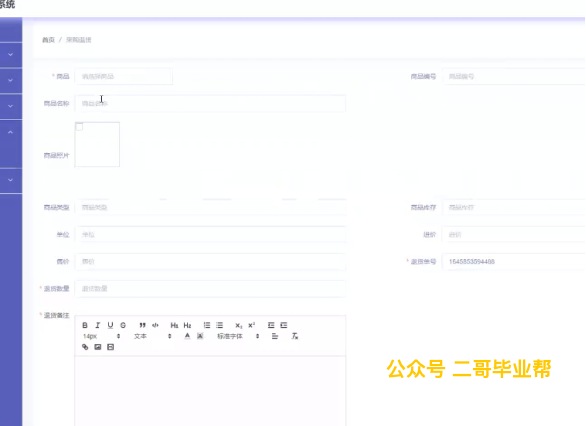 系统
首页 / 采购退货
* 商品 请选择商品
商品编号 商品编号
商品名称 商品名称
商品照片
商品类型 商品类型
商品库存 商品库存
单位 单位
进价 进价
售价 售价
* 退货单号
* 退货数量 退货数量
* 退货备注
B I U S " </> H1 H2 x2 x2
14px 文本 A 标准字体
公众号 二哥毕业帮